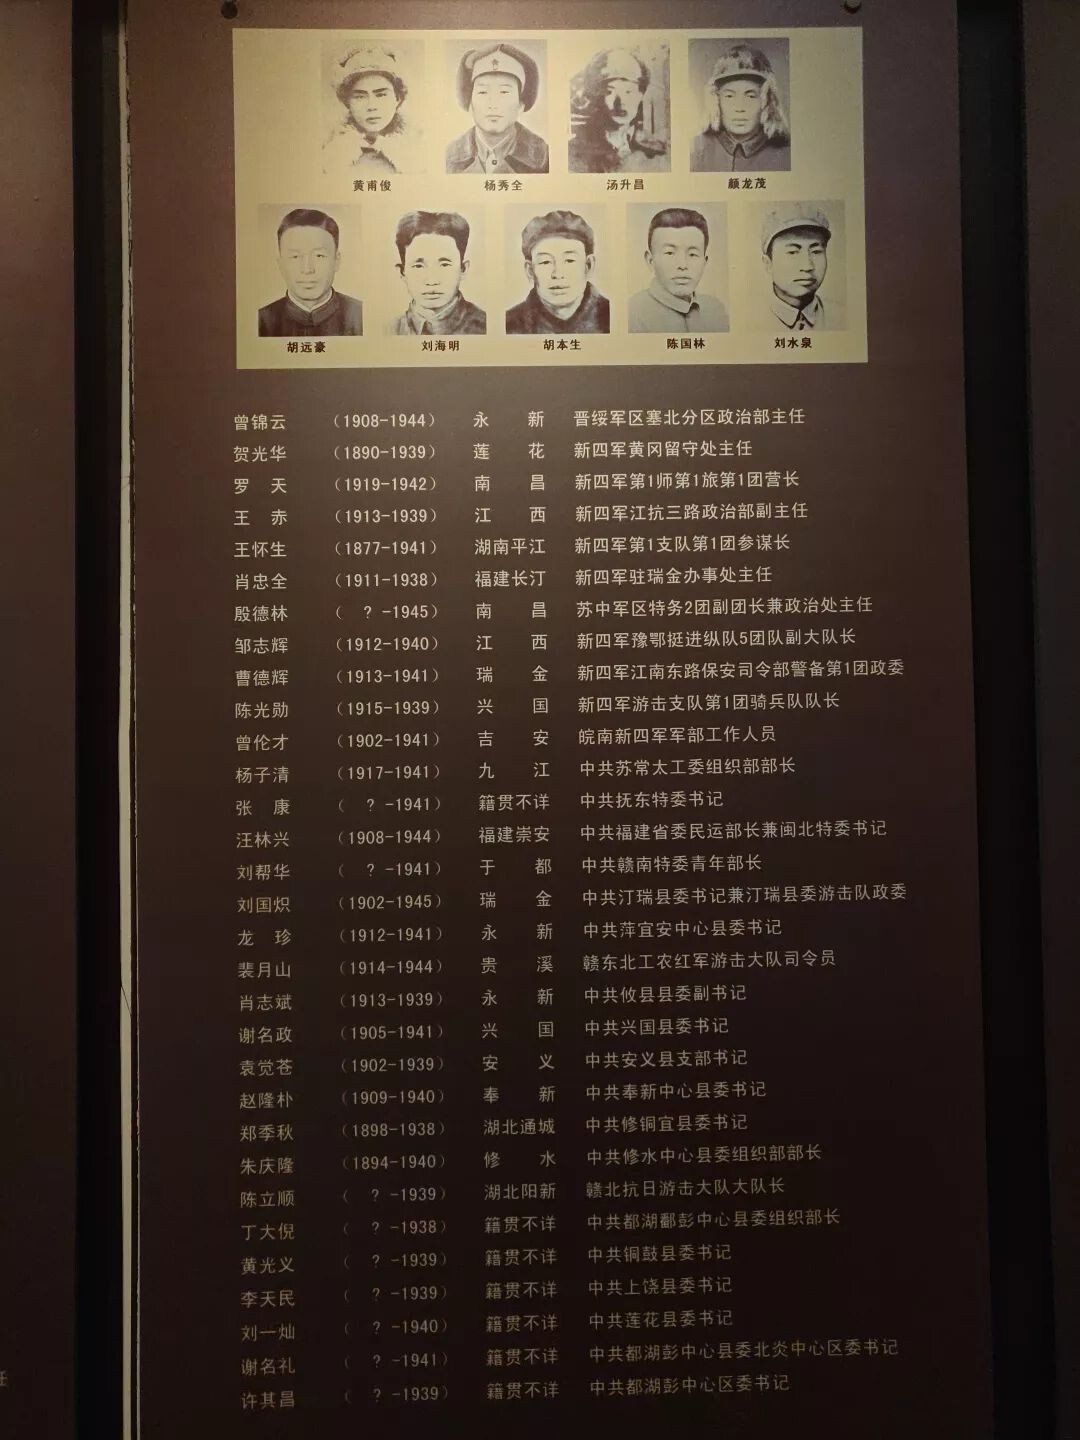 黄甫俊 杨秀全 汤升昌 颜龙茂
胡远豪 刘海明 胡本生 陈国林 刘水泉
曾锦云 （1908-1944） 永 新 晋绥军区塞北分区政治部主任
贺光华 （1890-1939） 莲 花 新四军黄冈留守处主任
罗 天 （1919-1942） 南 昌 新四军第1师第1旅第1团营长
王 赤 （1913-1939） 江 西 新四军江抗三路政治部副主任
王怀生 （1877-1941） 湖南平江 新四军第1支队第1团参谋长
肖忠全 （1911-1938） 福建长汀 新四军驻瑞金办事处主任
殷德林 （ ? -1945） 南 昌 苏中军区特务2团副团长兼政治处主任
邹志辉 （1912-1940） 江 西 新四军豫鄂挺进纵队5团队副大队长
曹德辉 （1913-1941） 瑞 金 新四军江南东路保安司令部警备第1团政委
陈光勋 （1915-1939） 兴 国 新四军游击支队第1团骑兵队队长
曾伦才 （1902-1941） 吉 安 皖南新四军军部工作人员
杨子清 （1917-1941） 九 江 中共苏常太工委组织部部长
张 康 （ ? -1941） 籍贯不详 中共抚东特委书记
汪林兴 （1908-1944） 福建崇安 中共福建省委民运部长兼闽北特委书记
刘帮华 （ ? -1941） 于 都 中共赣南特委青年部长
刘国炽 （1902-1945） 瑞 金 中共汀瑞县委书记兼汀瑞县委游击队政委
龙 珍 （1912-1941） 永 新 中共萍宜安中心县委书记
裴月山 （1914-1944） 贵 溪 赣东北工农红军游击大队司令员
肖志斌 （1913-1939） 永 新 中共攸县县委副书记
谢名政 （1905-1941） 兴 国 中共兴国县委书记
袁觉苍 （1902-1939） 安 义 中共安义县支部书记
赵隆朴 （1909-1940） 奉 新 中共奉新中心县委书记
郑季秋 （1898-1938） 湖北通城 中共修铜宜县委书记
朱庆隆 （1894-1940） 修 水 中共修水中心县委组织部部长
陈立顺 （ ? -1939） 湖北阳新 赣北抗日游击大队大队长
丁大倪 （ ? -1938） 籍贯不详 中共都湖鄱彭中心县委组织部长
黄光义 （ ? -1939） 籍贯不详 中共铜鼓县委书记
李天民 （ ? -1939） 籍贯不详 中共上饶县委书记
刘一灿 （ ? -1940） 籍贯不详 中共莲花县委书记
谢名礼 （ ? -1941） 籍贯不详 中共都湖彭中心县委北炎中心区委书记
许其昌 （ ? -1939） 籍贯不详 中共都湖彭中心区委书记
任